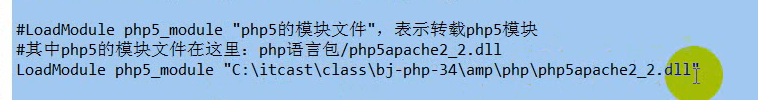 #LoadModule php5_module "php5的模块文件"，表示转载php5模块
#其中php5的模块文件在这里：php语言包/php5apache2_2.dll
LoadModule php5_module "C:\itcast\class\bj-php-34\amp\php\php5apache2_2.dll"